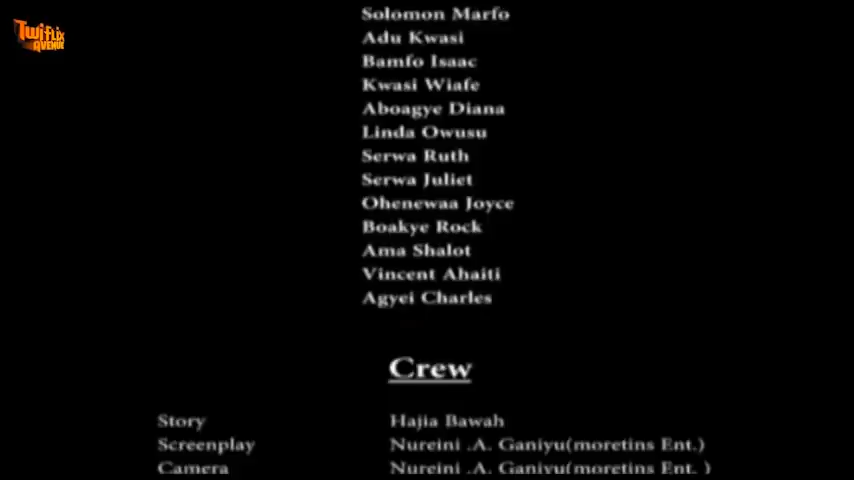 Twiflix
Avenue
Solomon Marfo
Adu Kwasi
Bamfo Isaac
Kwasi Wiafe
Aboagye Diana
Linda Owusu
Serwa Ruth
Serwa Juliet
Ohenewaa Joyce
Boakye Rock
Ama Shalot
Vincent Ahaiti
Agyei Charles
Crew
Story Hajia Bawah
Screenplay Nureini .A. Ganiyu(moretins Ent.)
Camera Nureini .A. Ganiyu(moretins Ent. )